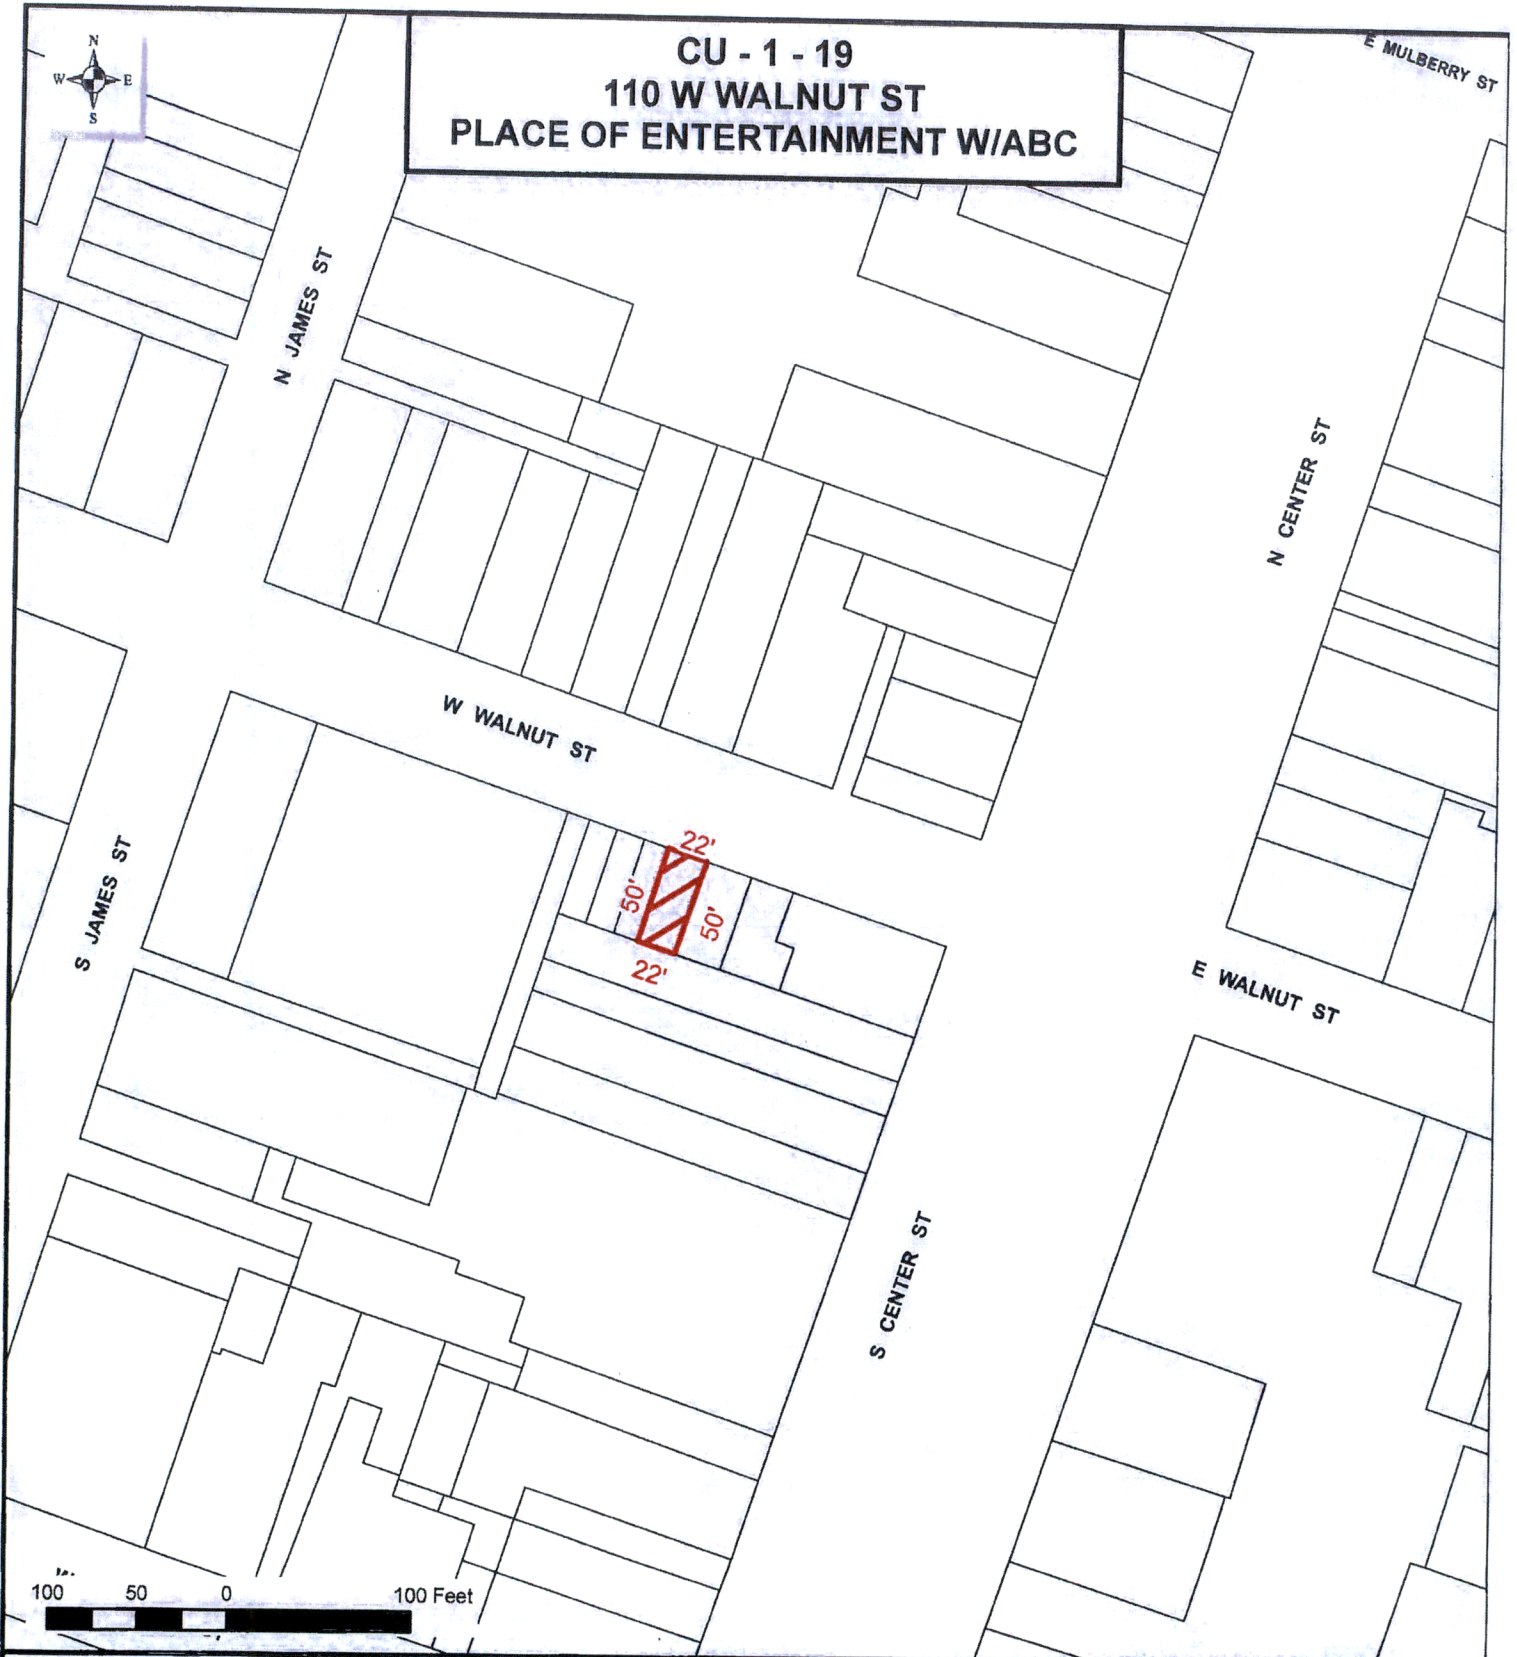 CU - 1 - 19
110 W WALNUT ST
PLACE OF ENTERTAINMENT W/ABC
N
W E
S
E MULBERRY ST
N JAMES ST
N CENTER ST
W WALNUT ST
22'
50'
50'
22'
S JAMES ST
E WALNUT ST
S CENTER ST
100 50 0 100 Feet